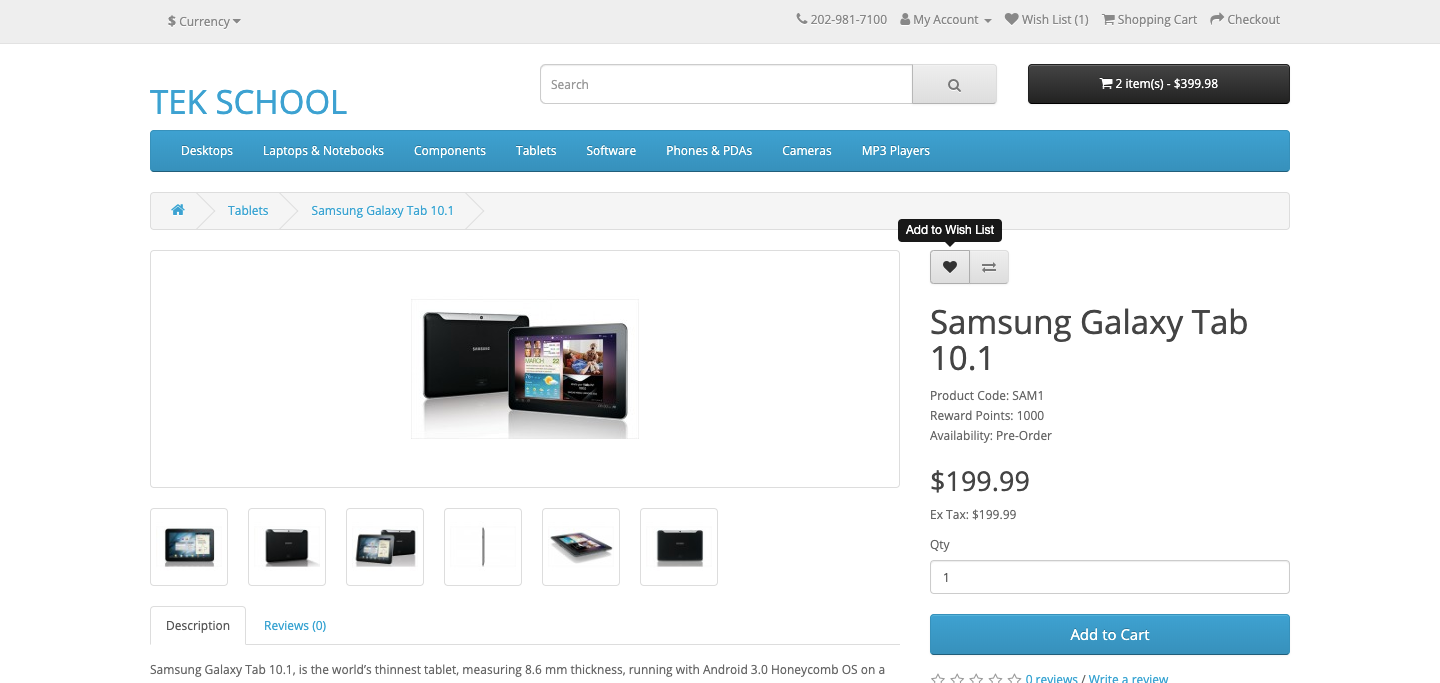 $ Currency
202-981-7100 My Account Wish List (1) Shopping Cart Checkout
TEK SCHOOL
Search
2 item(s) - $399.98
Desktops Laptops & Notebooks Components Tablets Software Phones & PDAs Cameras MP3 Players
Tablets Samsung Galaxy Tab 10.1
Add to Wish List
SAMSUNG
MARCH 22
Samsung Galaxy Tab
10.1
Product Code: SAM1
Reward Points: 1000
Availability: Pre-Order
$199.99
Ex Tax: $199.99
Qty
1
Add to Cart
0 reviews / Write a review
Description Reviews (0)
Samsung Galaxy Tab 10.1, is the world’s thinnest tablet, measuring 8.6 mm thickness, running with Android 3.0 Honeycomb OS on a